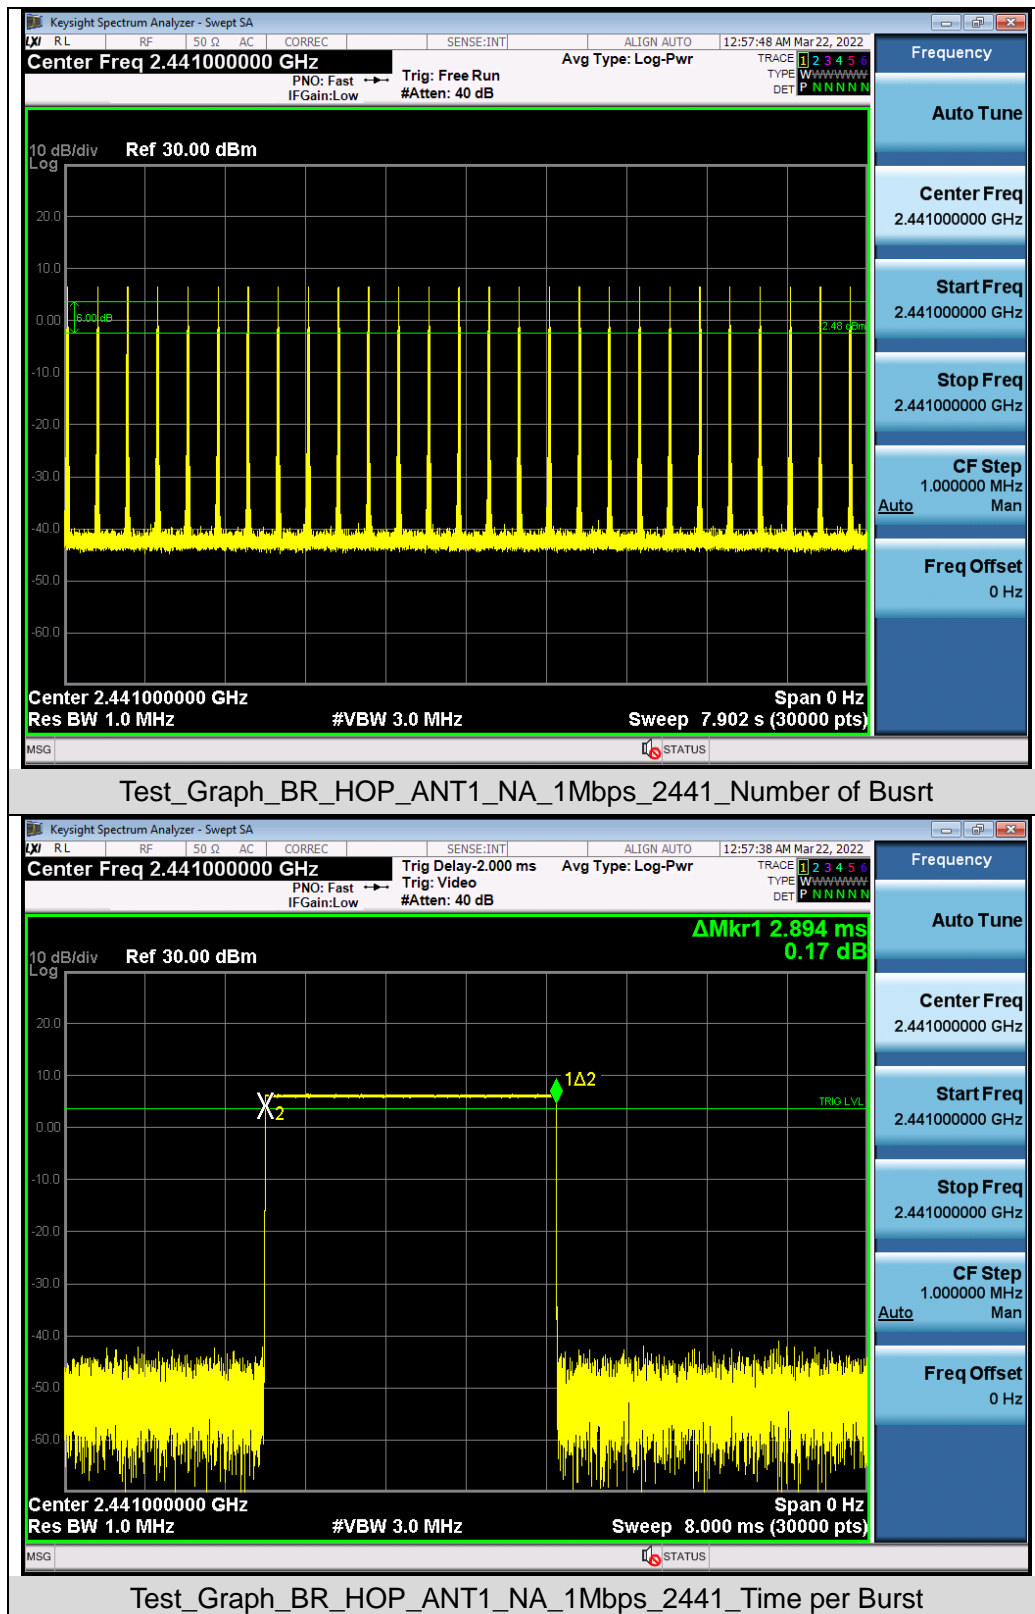 Keysight Spectrum Analyzer - Swept SA
LXI RL RF 50 Ω AC CORREC SENSE:INT ALIGN AUTO 12:57:48 AM Mar 22, 2022
Center Freq 2.441000000 GHz Avg Type: Log-Pwr TRACE 1 2 3 4 5 6
PNO: Fast Trig: Free Run TYPE WWWWWW
IFGain:Low #Atten: 40 dB DET P N N N N N
Frequency
Auto Tune
10 dB/div Ref 30.00 dBm
Log
20.0
10.0
0.00
-10.0
-20.0
-30.0
-40.0
-50.0
-60.0
6.00 dB
-2.48 dBm
Center Freq
2.441000000 GHz
Start Freq
2.441000000 GHz
Stop Freq
2.441000000 GHz
CF Step
1.000000 MHz
Auto Man
Freq Offset
0 Hz
Center 2.441000000 GHz Span 0 Hz
Res BW 1.0 MHz #VBW 3.0 MHz Sweep 7.902 s (30000 pts)
MSG STATUS
Test_Graph_BR_HOP_ANT1_NA_1Mbps_2441_Number of Busrt
Keysight Spectrum Analyzer - Swept SA
LXI RL RF 50 Ω AC CORREC SENSE:INT ALIGN AUTO 12:57:38 AM Mar 22, 2022
Center Freq 2.441000000 GHz Trig Delay-2.000 ms Avg Type: Log-Pwr TRACE 1 2 3 4 5 6
PNO: Fast Trig: Video TYPE WWWWWW
IFGain:Low #Atten: 40 dB DET P N N N N N
Frequency
Auto Tune
ΔMkr1 2.894 ms
0.17 dB
10 dB/div Ref 30.00 dBm
Log
20.0
10.0
0.00
-10.0
-20.0
-30.0
-40.0
-50.0
-60.0
1Δ2
2
TRIG LVL
Center Freq
2.441000000 GHz
Start Freq
2.441000000 GHz
Stop Freq
2.441000000 GHz
CF Step
1.000000 MHz
Auto Man
Freq Offset
0 Hz
Center 2.441000000 GHz Span 0 Hz
Res BW 1.0 MHz #VBW 3.0 MHz Sweep 8.000 ms (30000 pts)
MSG STATUS
Test_Graph_BR_HOP_ANT1_NA_1Mbps_2441_Time per Burst